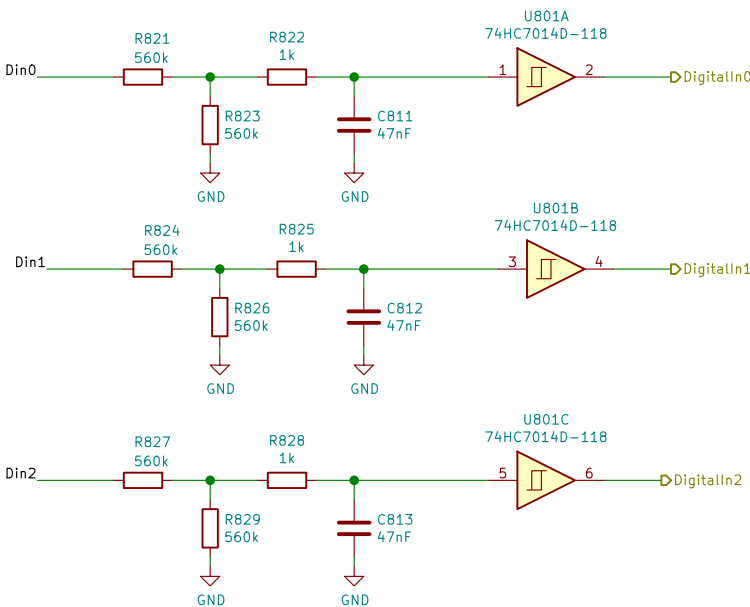 U801A
74HC7014D-118
R821
560k
R822
1k
Din0
1
2
DigitalIn0
R823
560k
C811
47nF
GND
GND
U801B
74HC7014D-118
R824
560k
R825
1k
Din1
3
4
DigitalIn1
R826
560k
C812
47nF
GND
GND
U801C
74HC7014D-118
R827
560k
R828
1k
Din2
5
6
DigitalIn2
R829
560k
C813
47nF
GND
GND